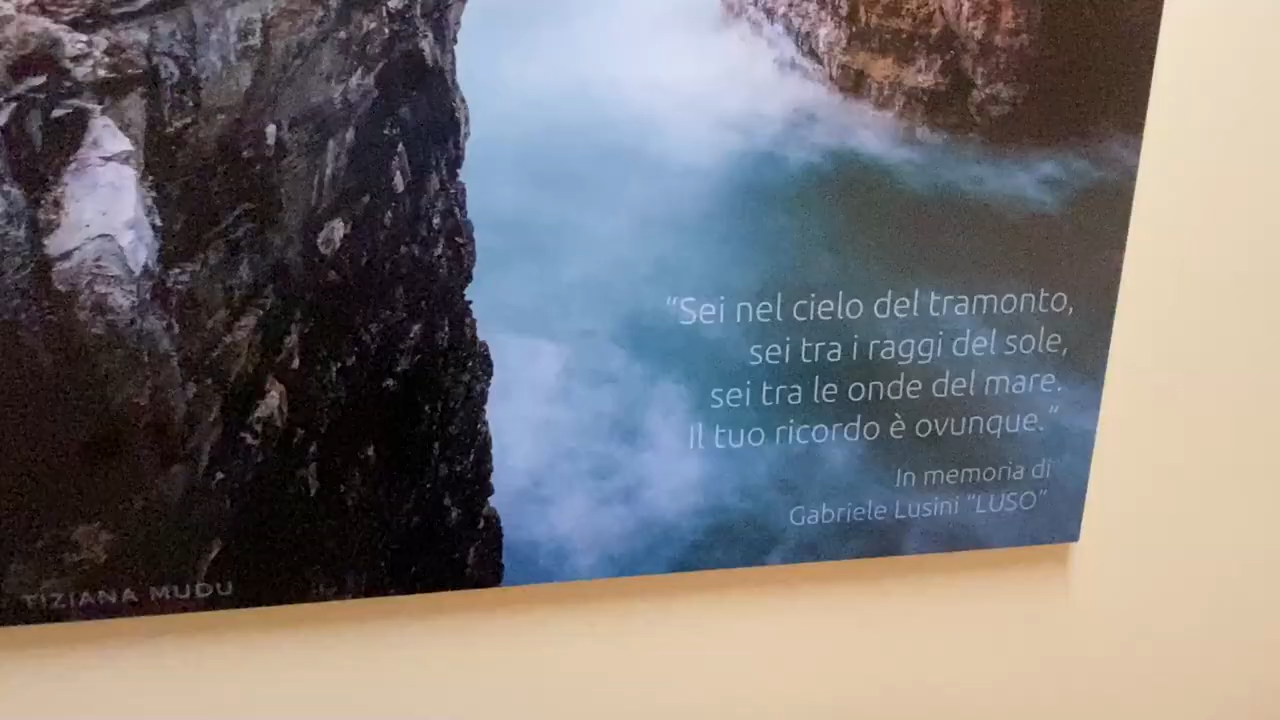 “Sei nel cielo del tramonto,
sei tra i raggi del sole,
sei tra le onde del mare.
Il tuo ricordo è ovunque.”
In memoria di
Gabriele Lusini “LUSO”
TIZIANA MUDU